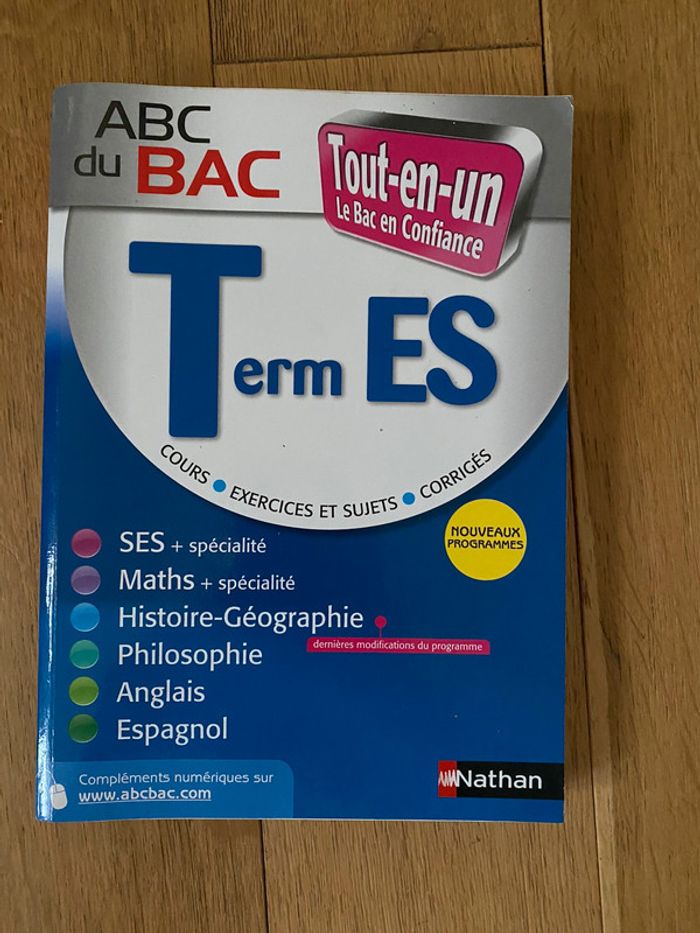 ABC
du BAC
Tout-en-un
Le Bac en Confiance
Term ES
COURS • EXERCICES ET SUJETS • CORRIGÉS
NOUVEAUX
PROGRAMMES
SES + spécialité
Maths + spécialité
Histoire-Géographie
dernières modifications du programme
Philosophie
Anglais
Espagnol
Compléments numériques sur
www.abcbac.com
Nathan